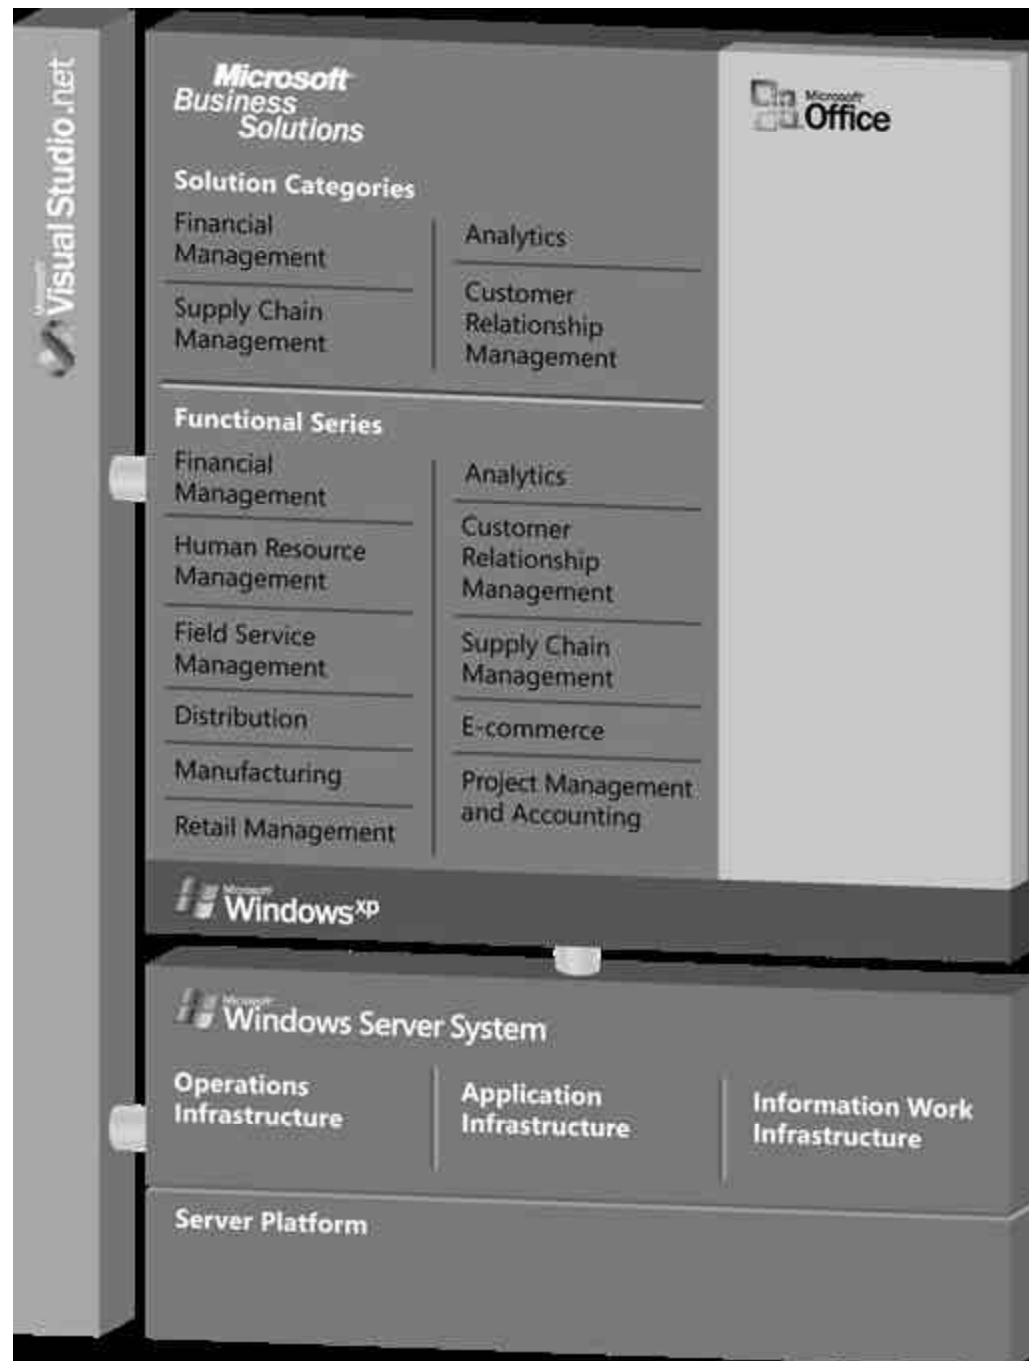 Microsoft
Visual Studio.net
Microsoft
Business
Solutions
Solution Categories
Financial
Management
Supply Chain
Management
Analytics
Customer
Relationship
Management
Functional Series
Financial
Management
Human Resource
Management
Field Service
Management
Distribution
Manufacturing
Retail Management
Analytics
Customer
Relationship
Management
Supply Chain
Management
E-commerce
Project Management
and Accounting
Microsoft
Office
Microsoft
Windows xp
Microsoft
Windows Server System
Operations
Infrastructure
Application
Infrastructure
Information Work
Infrastructure
Server Platform